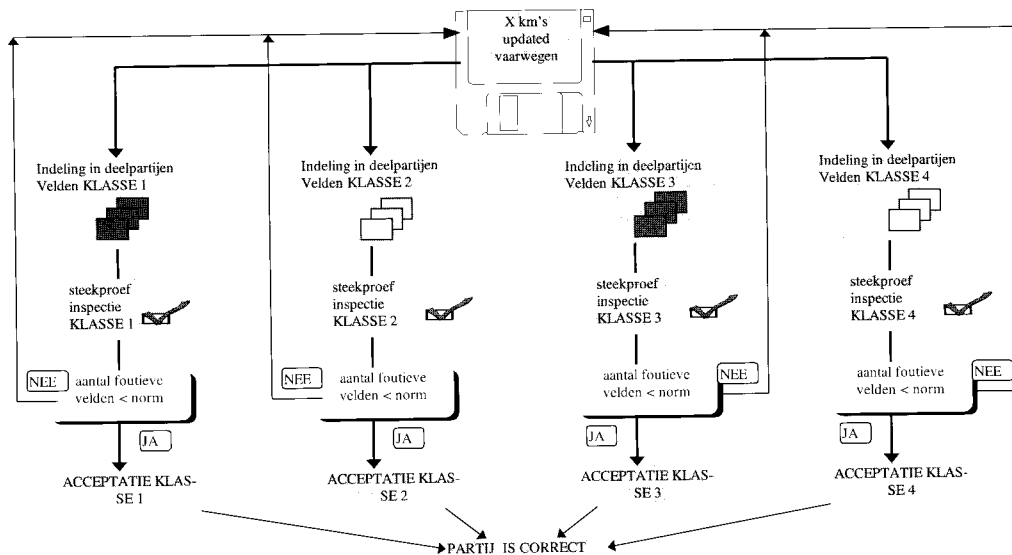 X km's
updated
vaarwegen
Indeling in deelpartijen
Velden KLASSE 1
steekproef
inspectie
KLASSE 1
NEE
aantal foutieve
velden < norm
JA
ACCEPTATIE KLAS-
SE 1
Indeling in deelpartijen
Velden KLASSE 2
steekproef
inspectie
KLASSE 2
NEE
aantal foutieve
velden < norm
JA
ACCEPTATIE KLAS-
SE 2
Indeling in deelpartijen
Velden KLASSE 3
steekproef
inspectie
KLASSE 3
aantal foutieve
velden < norm
NEE
JA
ACCEPTATIE KLAS-
SE 3
Indeling in deelpartijen
Velden KLASSE 4
steekproef
inspectie
KLASSE 4
aantal foutieve
velden < norm
NEE
JA
ACCEPTATIE KLAS-
SE 4
PARTIJ IS CORRECT